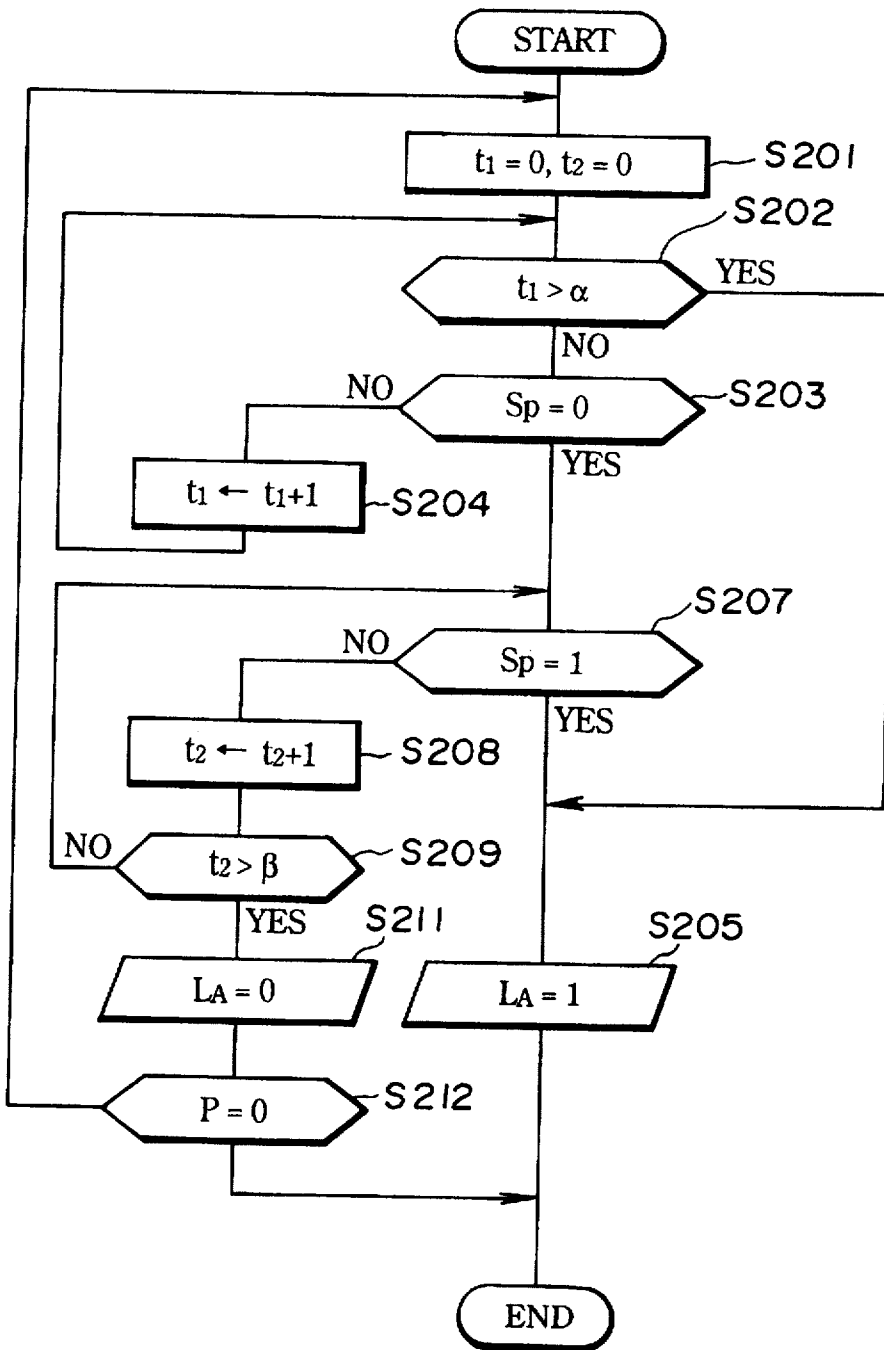 START
t1 = 0, t2 = 0
S201
S202
t1 > α
YES
NO
NO
Sp = 0
S203
YES
t1 ← t1+1
S204
S207
NO
Sp = 1
YES
t2 ← t2+1
S208
NO
t2 > β
S209
YES
S211
S205
LA = 0
LA = 1
P = 0
S212
END